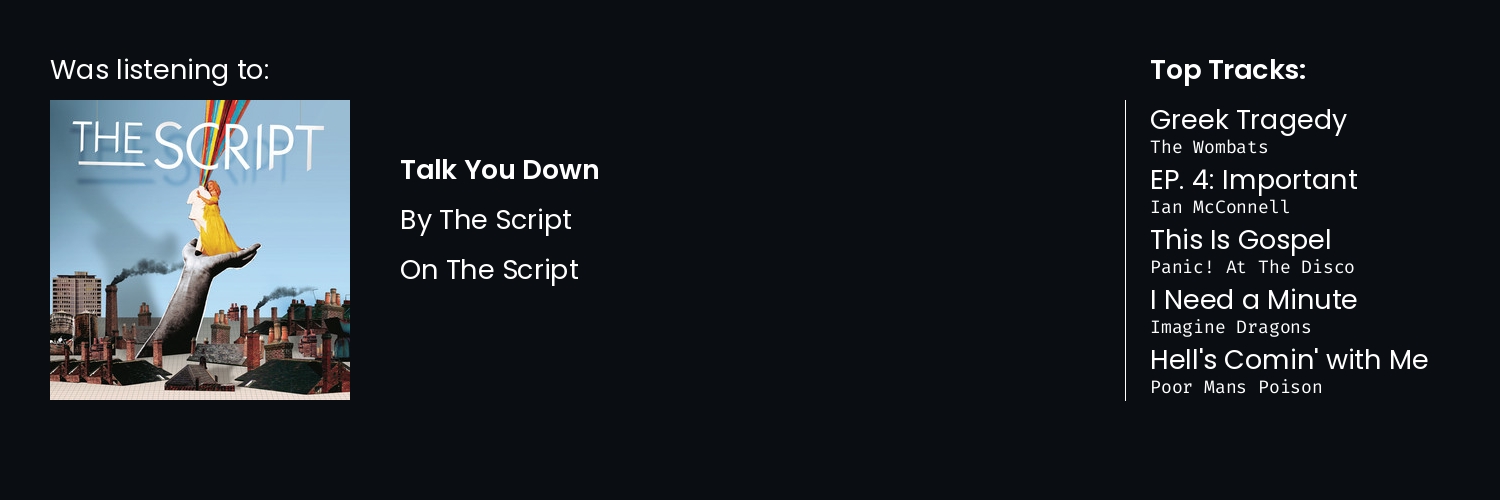 Was listening to:
THE SCRIPT
Talk You Down
By The Script
On The Script
Top Tracks:
Greek Tragedy
The Wombats
EP. 4: Important
Ian McConnell
This Is Gospel
Panic! At The Disco
I Need a Minute
Imagine Dragons
Hell's Comin' with Me
Poor Mans Poison